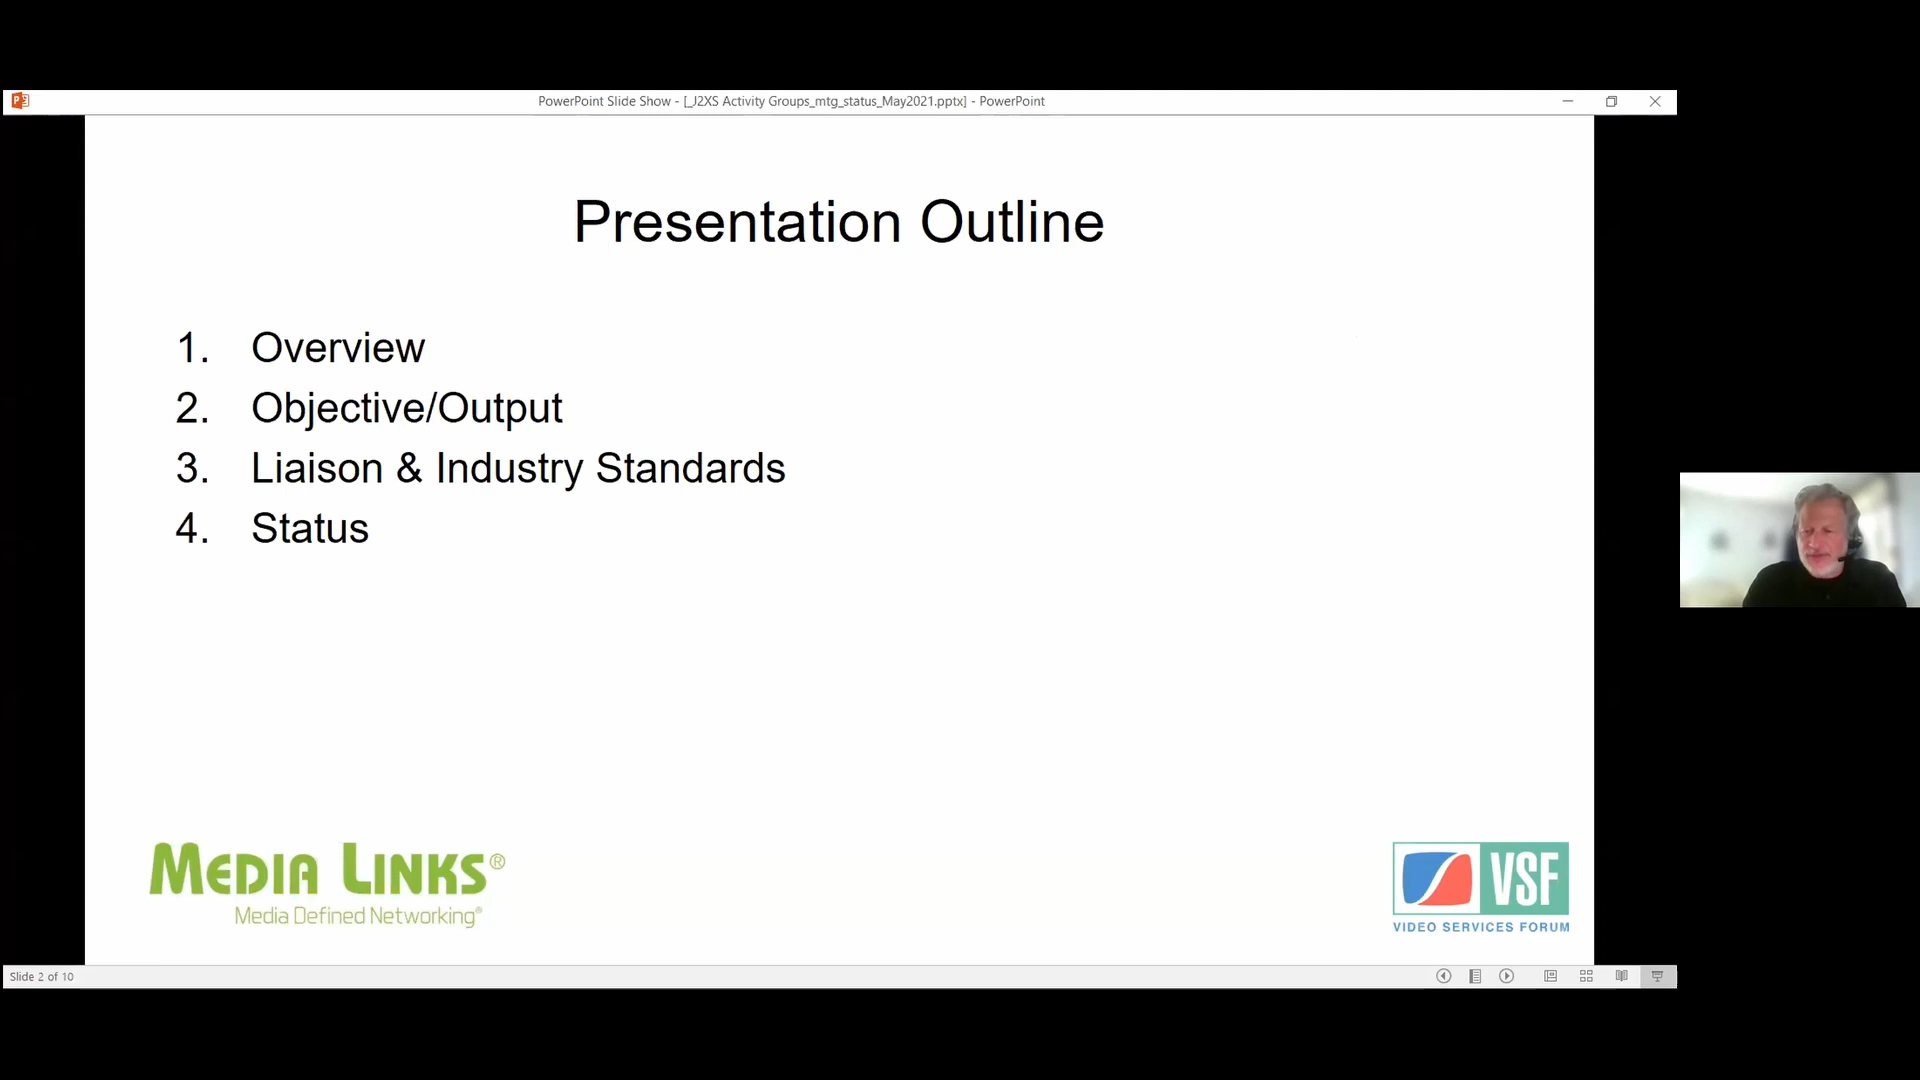 PowerPoint Slide Show - [_J2XS Activity Groups_mtg_status_May2021.pptx] - PowerPoint
Presentation Outline
1. Overview
2. Objective/Output
3. Liaison & Industry Standards
4. Status
MEDIA LINKS®
Media Defined Networking®
VSF
VIDEO SERVICES FORUM
Slide 2 of 10